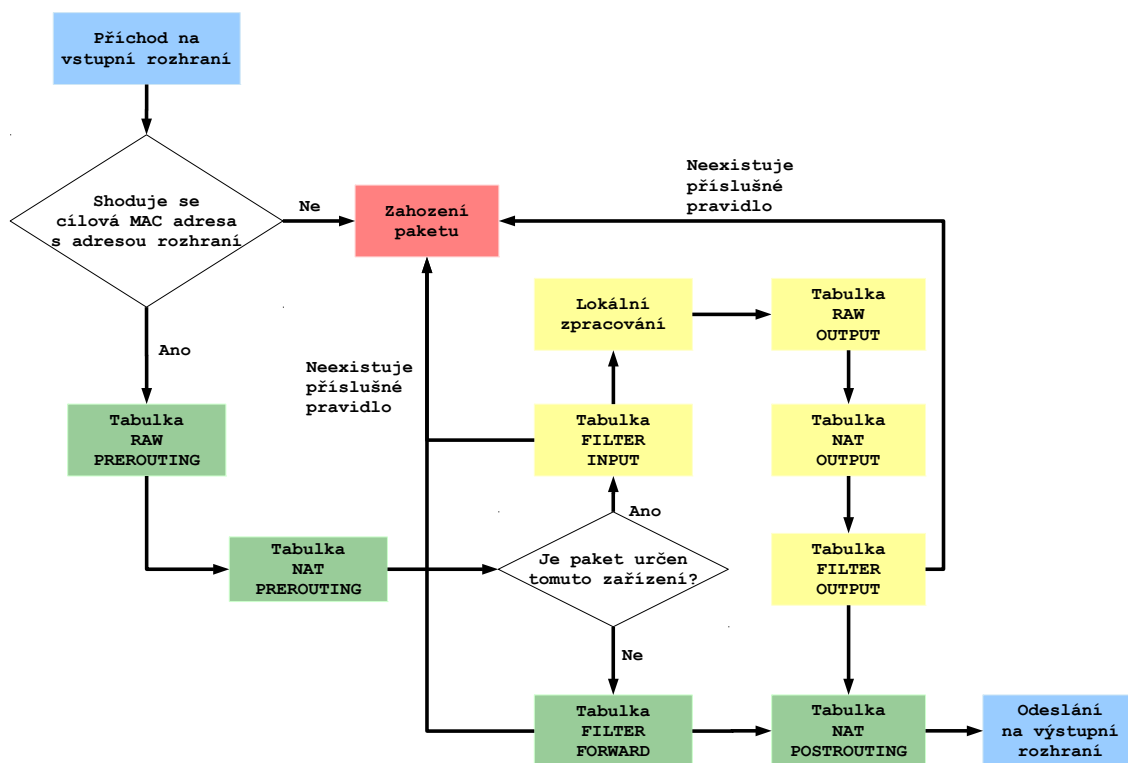 Příchod na
vstupní rozhraní
Shoduje se
cílová MAC adresa
s adresou rozhraní
Ne
Zahození
paketu
Neexistuje
příslušné
pravidlo
Ano
Neexistuje
příslušné
pravidlo
Lokální
zpracování
Tabulka
RAW
OUTPUT
Tabulka
RAW
PREROUTING
Tabulka
FILTER
INPUT
Tabulka
NAT
OUTPUT
Ano
Tabulka
NAT
PREROUTING
Je paket určen
tomuto zařízení?
Tabulka
FILTER
OUTPUT
Ne
Tabulka
FILTER
FORWARD
Tabulka
NAT
POSTROUTING
Odeslání
na výstupní
rozhraní